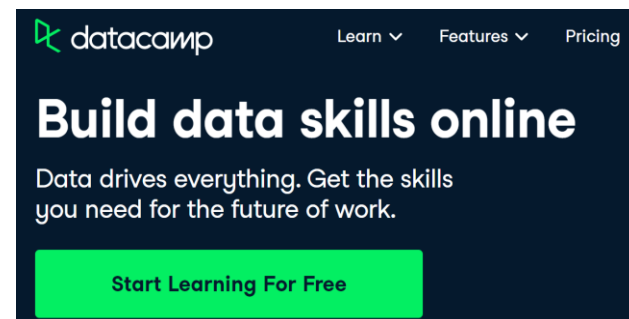 datacamp Learn Features Pricing
Build data skills online
Data drives everything. Get the skills
you need for the future of work.
Start Learning For Free